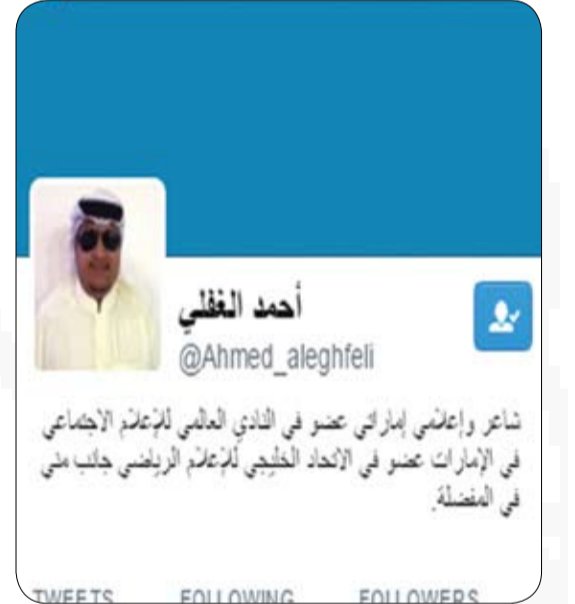 أحمد الغفلي
@Ahmed_aleghfeli
شاعر وإعلامي إماراتي عضو في النادي العالمي للإعلام الاجتماعي
في الإمارات عضو في الاتحاد الخليجي للإعلام الرياضي جانب مني
في المفضلة.
TWEETS FOLLOWING FOLLOWERS